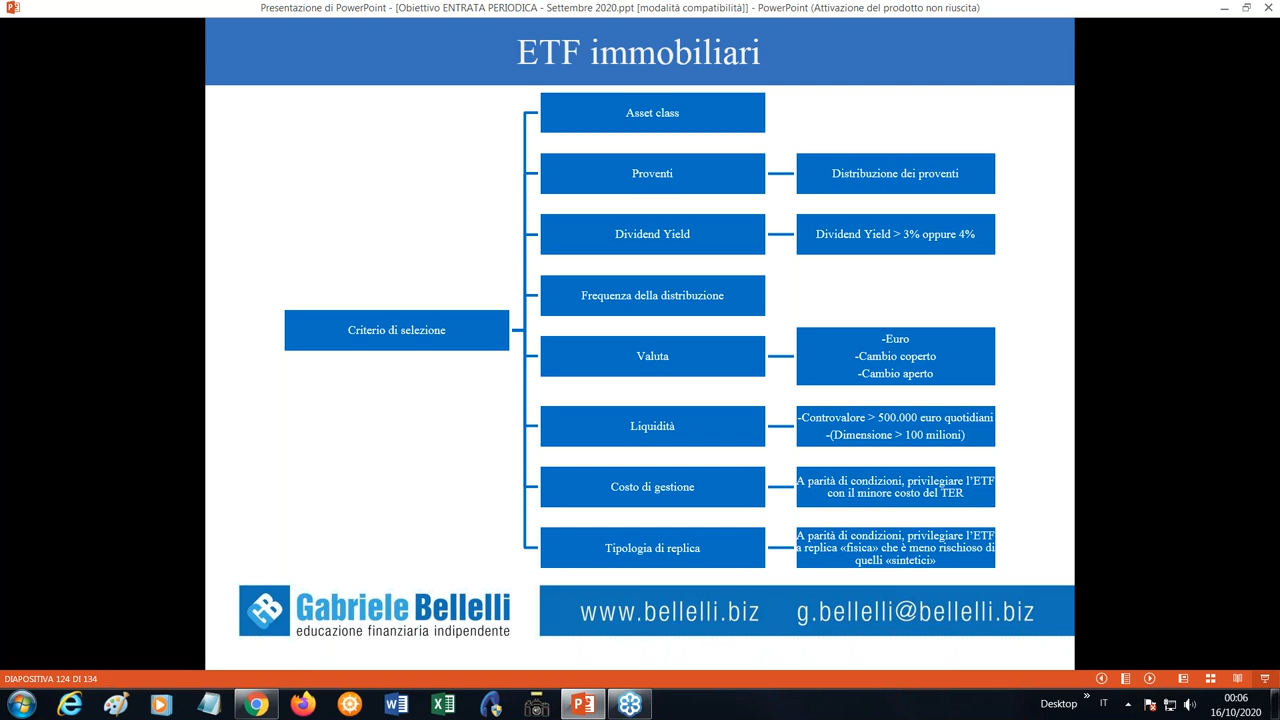 Presentazione di PowerPoint - [Obiettivo ENTRATA PERIODICA - Settembre 2020.ppt [modalità compatibilità]] - PowerPoint (Attivazione del prodotto non riuscita)
ETF immobiliari
Asset class
Proventi
Distribuzione dei proventi
Dividend Yield
Dividend Yield > 3% oppure 4%
Frequenza della distribuzione
Criterio di selezione
Valuta
-Euro
-Cambio coperto
-Cambio aperto
Liquidità
-Controvalore > 500.000 euro quotidiani
-(Dimensione > 100 milioni)
Costo di gestione
A parità di condizioni, privilegiare l'ETF
con il minore costo del TER
Tipologia di replica
A parità di condizioni, privilegiare l'ETF
a replica «fisica» che è meno rischioso di
quelli «sintetici»
Gabriele Bellelli
educazione finanziaria indipendente
www.bellelli.biz g.bellelli@bellelli.biz
DIAPOSITIVA 124 DI 134
Desktop
IT
00:06
16/10/2020